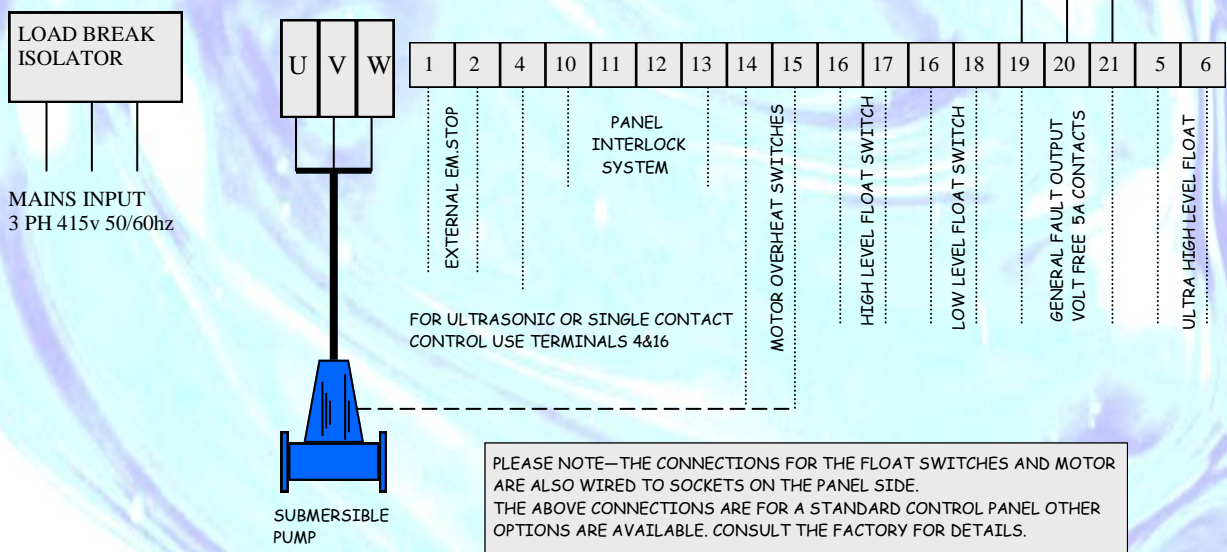 LOAD BREAK
ISOLATOR
MAINS INPUT
3 PH 415v 50/60hz
U V W
1 2 4 10 11 12 13 14 15 16 17 16 18 19 20 21 5 6
EXTERNAL EM.STOP
PANEL
INTERLOCK
SYSTEM
MOTOR OVERHEAT SWITCHES
HIGH LEVEL FLOAT SWITCH
LOW LEVEL FLOAT SWITCH
GENERAL FAULT OUTPUT
VOLT FREE 5A CONTACTS
ULTRA HIGH LEVEL FLOAT
FOR ULTRASONIC OR SINGLE CONTACT
CONTROL USE TERMINALS 4&16
SUBMERSIBLE
PUMP
PLEASE NOTE—THE CONNECTIONS FOR THE FLOAT SWITCHES AND MOTOR
ARE ALSO WIRED TO SOCKETS ON THE PANEL SIDE.
THE ABOVE CONNECTIONS ARE FOR A STANDARD CONTROL PANEL OTHER
OPTIONS ARE AVAILABLE. CONSULT THE FACTORY FOR DETAILS.